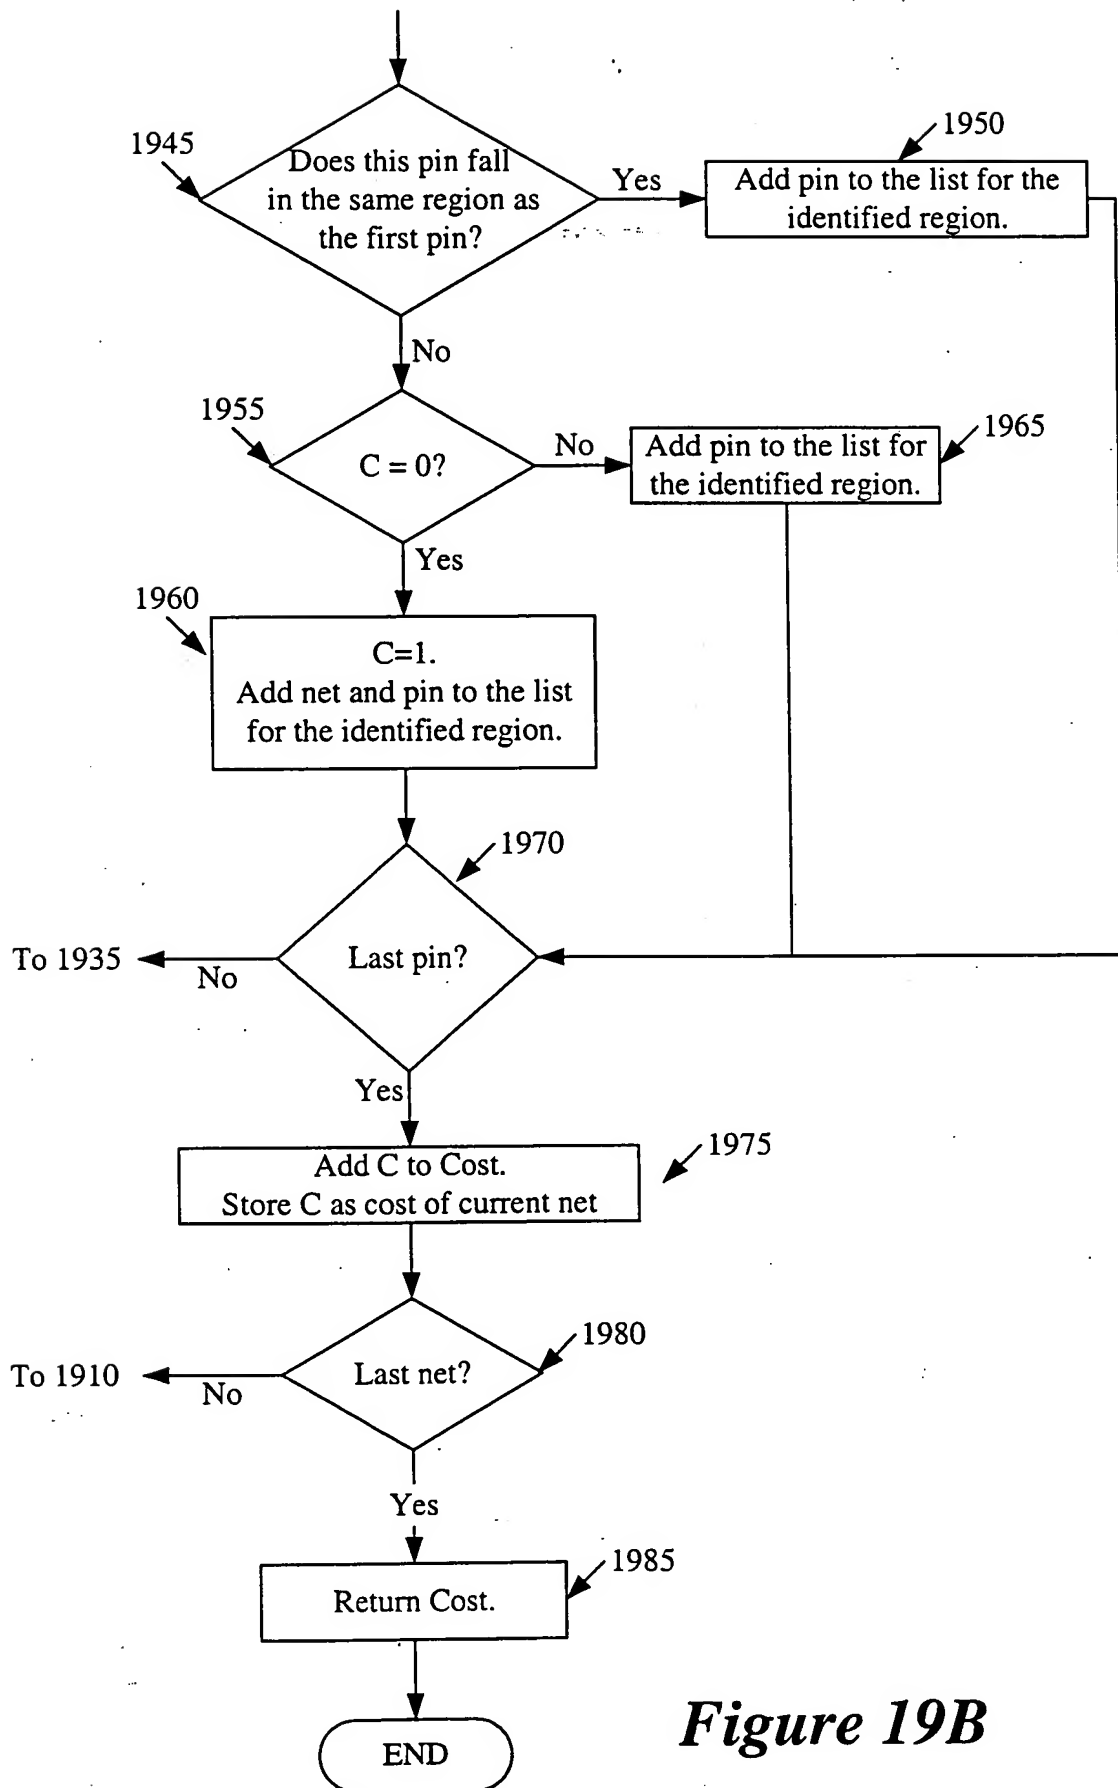 1945
Does this pin fall
in the same region as
the first pin?
Yes
1950
Add pin to the list for the
identified region.
No
1955
C = 0?
No
1965
Add pin to the list for
the identified region.
Yes
1960
C=1.
Add net and pin to the list
for the identified region.
1970
Last pin?
To 1935
No
Yes
1975
Add C to Cost.
Store C as cost of current net
1980
Last net?
To 1910
No
Yes
1985
Return Cost.
END
Figure 19B